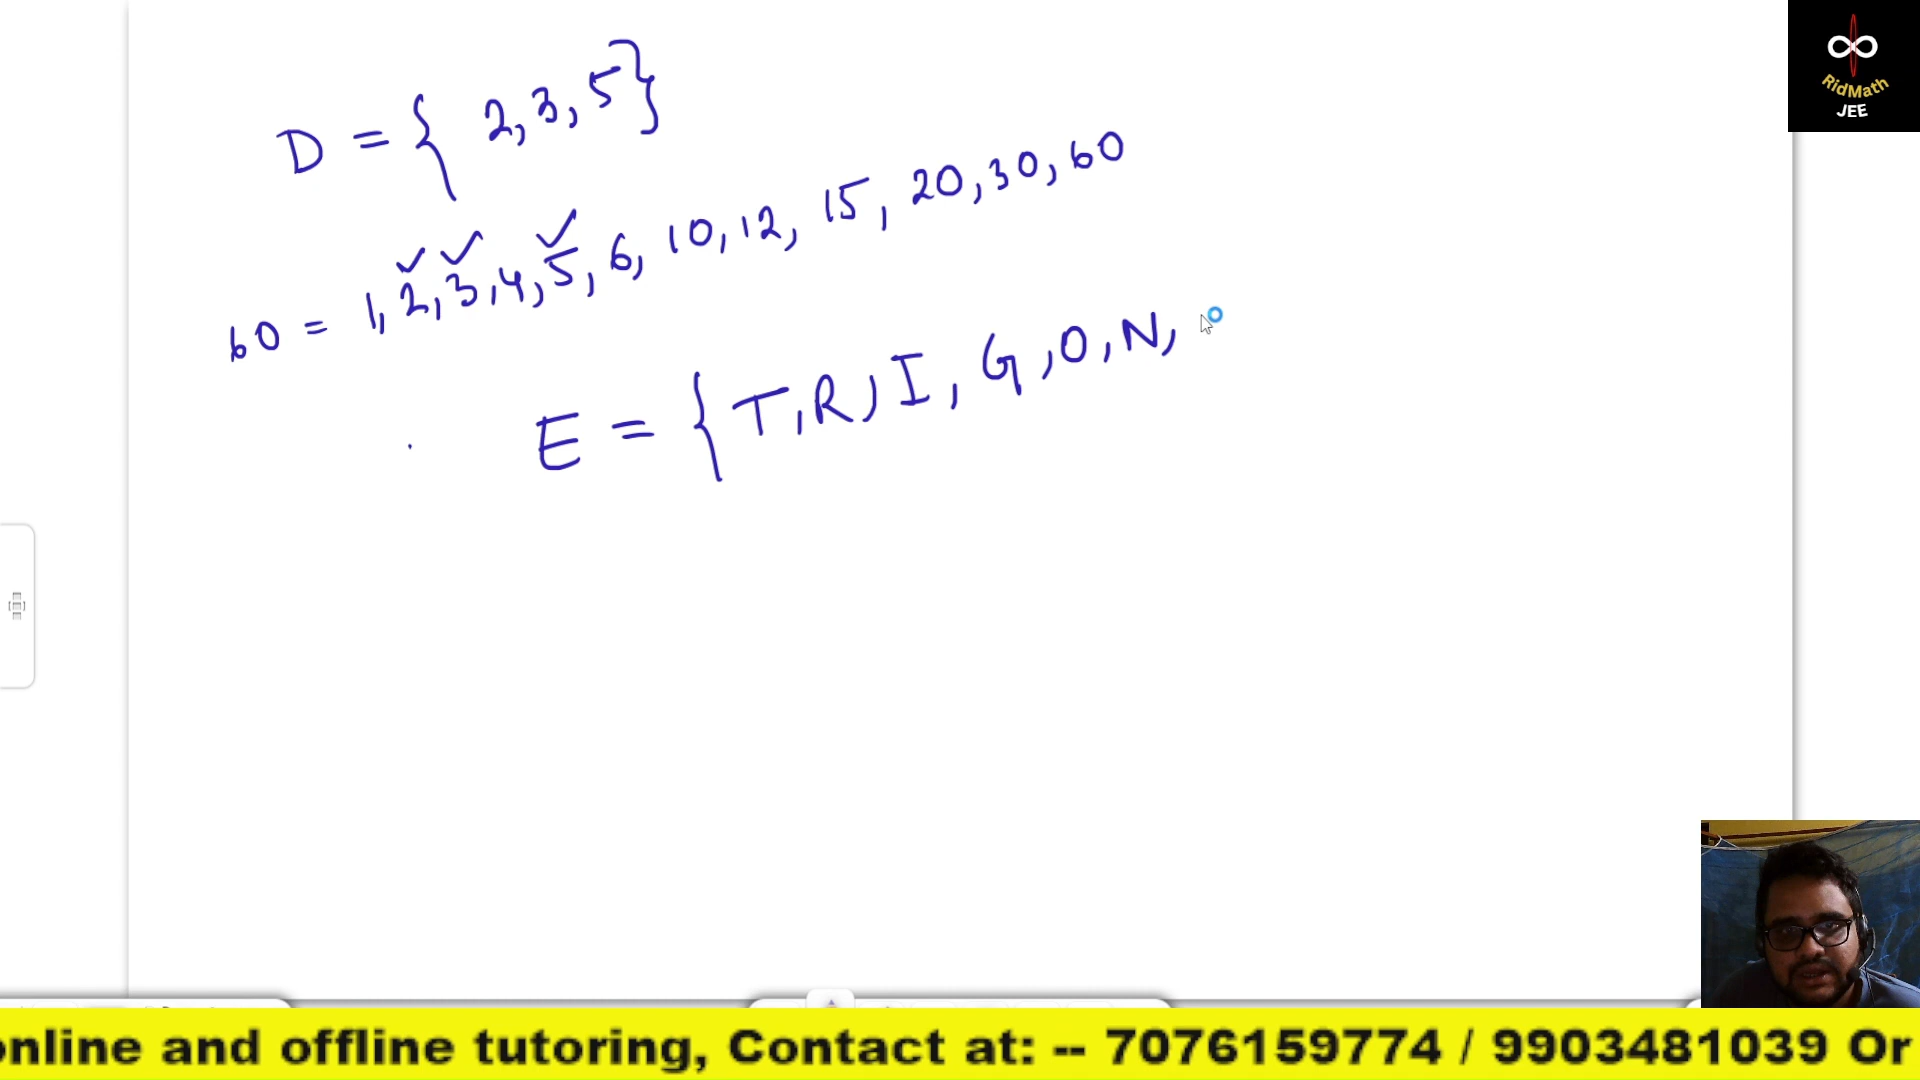 D = { 2, 3, 5}
60 = 1, 2, 3, 4, 5, 6, 10, 12, 15, 20, 30, 60
E = { T, R, I, G, O, N,
RidMath
JEE
online and offline tutoring, Contact at: -- 7076159774 / 9903481039 Or